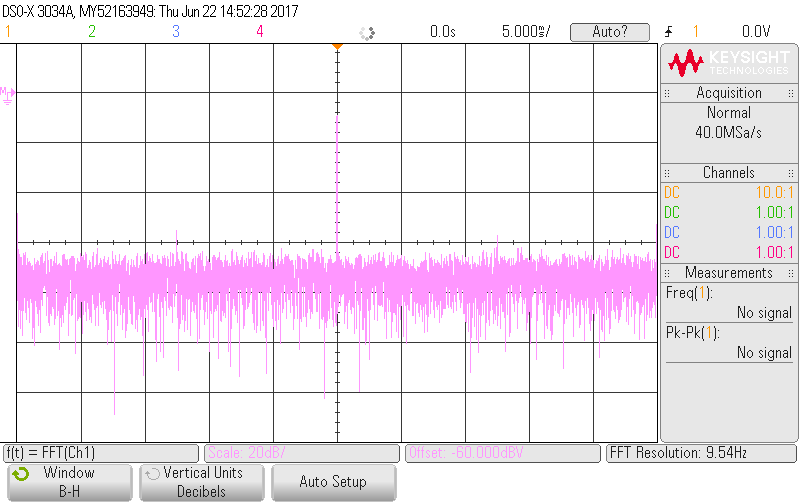 DSO-X 3034A, MY52163949: Thu Jun 22 14:52:28 2017
1 2 3 4 0.0s 5.000s/ Auto? 1 0.0V
KEYSIGHT
TECHNOLOGIES
Acquisition
Normal
40.0MSa/s
Channels
DC 10.0:1
DC 1.00:1
DC 1.00:1
DC 1.00:1
Measurements
Freq(1):
No signal
Pk-Pk(1):
No signal
M
f(t) = FFT(Ch1) Scale: 20dB/ Offset: -60.000dBV FFT Resolution: 9.54Hz
Window
B-H
Vertical Units
Decibels
Auto Setup